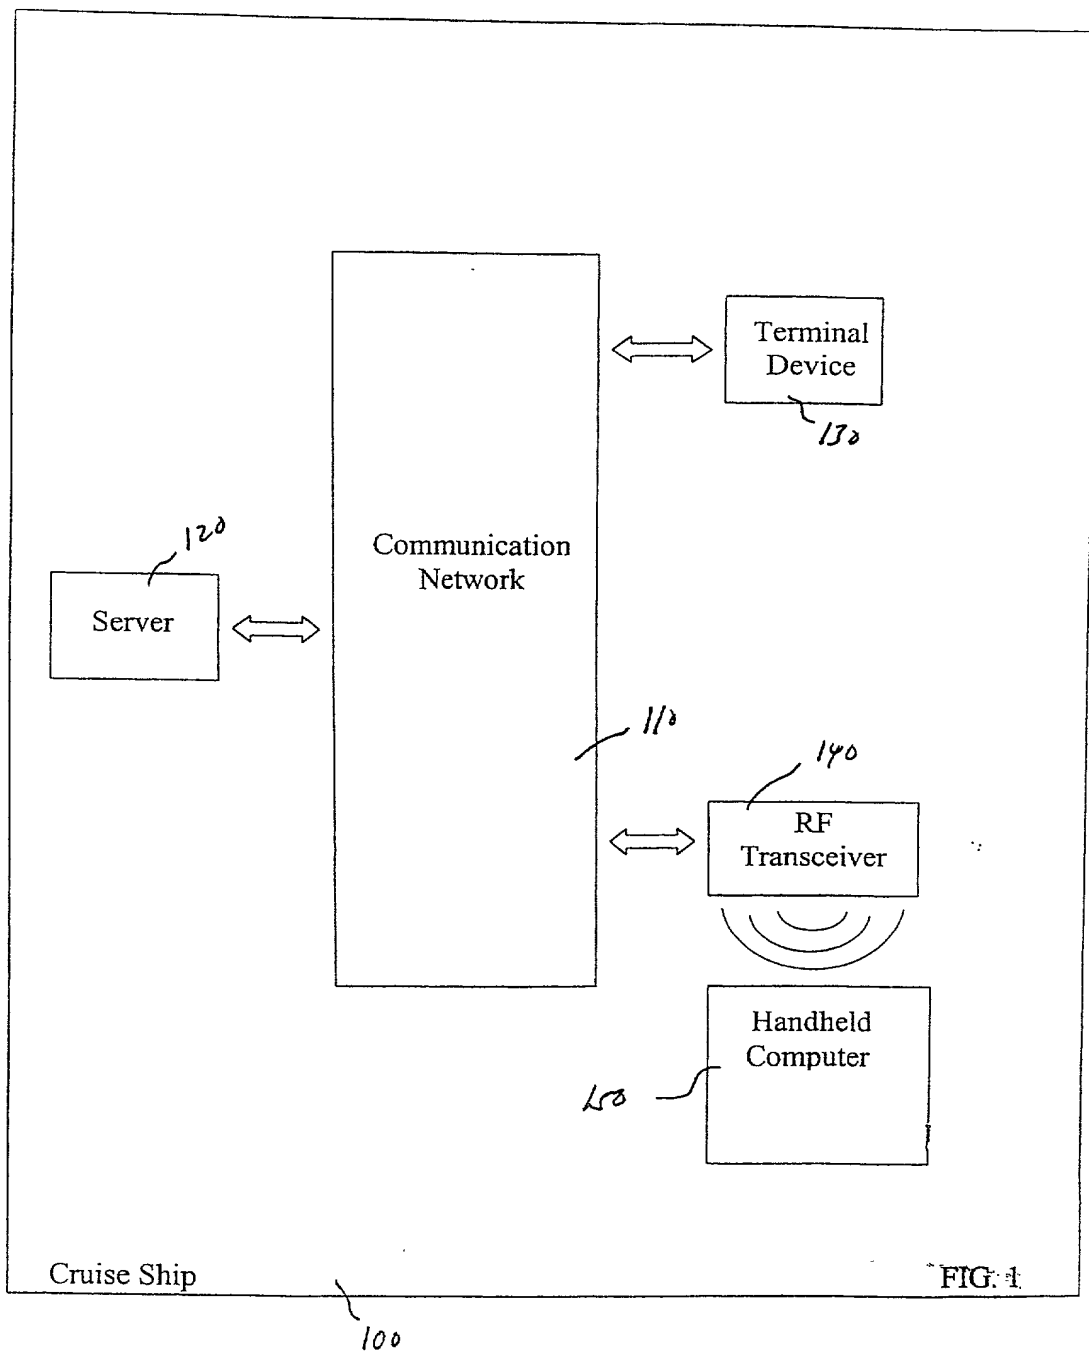 Terminal
Device
130
120
Communication
Network
Server
110
140
RF
Transceiver
Handheld
Computer
150
Cruise Ship
FIG. 1
100